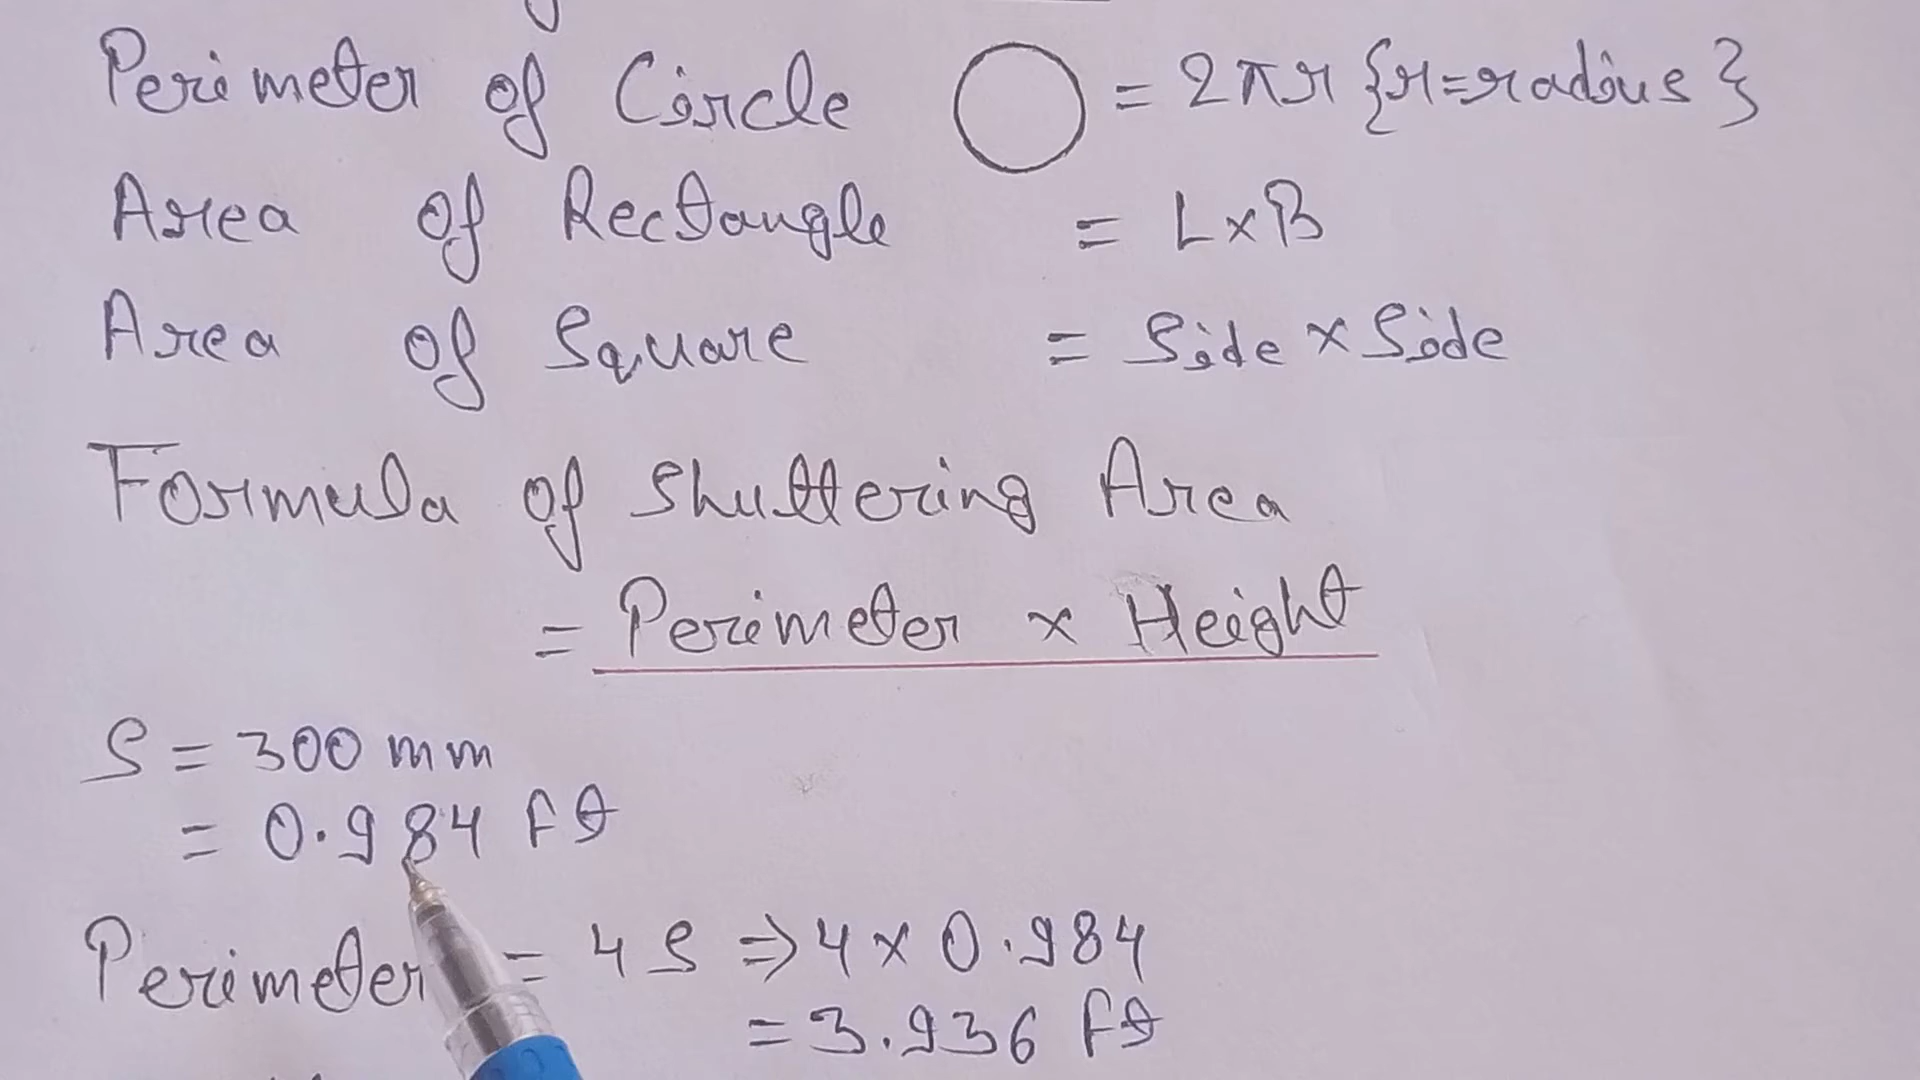 Perimeter of Circle = 2πr {r=radius}
Area of Rectangle = L×B
Area of Square = Side × Side
Formula of Shuttering Area
= Perimeter × Height
S = 300 mm
= 0.984 ft
Perimeter = 4S ⇒ 4 × 0.984
= 3.936 ft